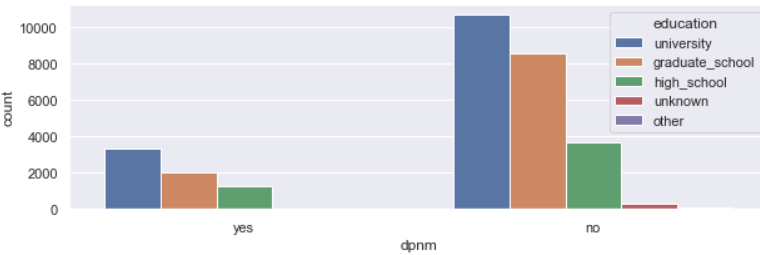 10000
8000
6000
4000
2000
0
count
yes
no
dpnm
education
university
graduate_school
high_school
unknown
other